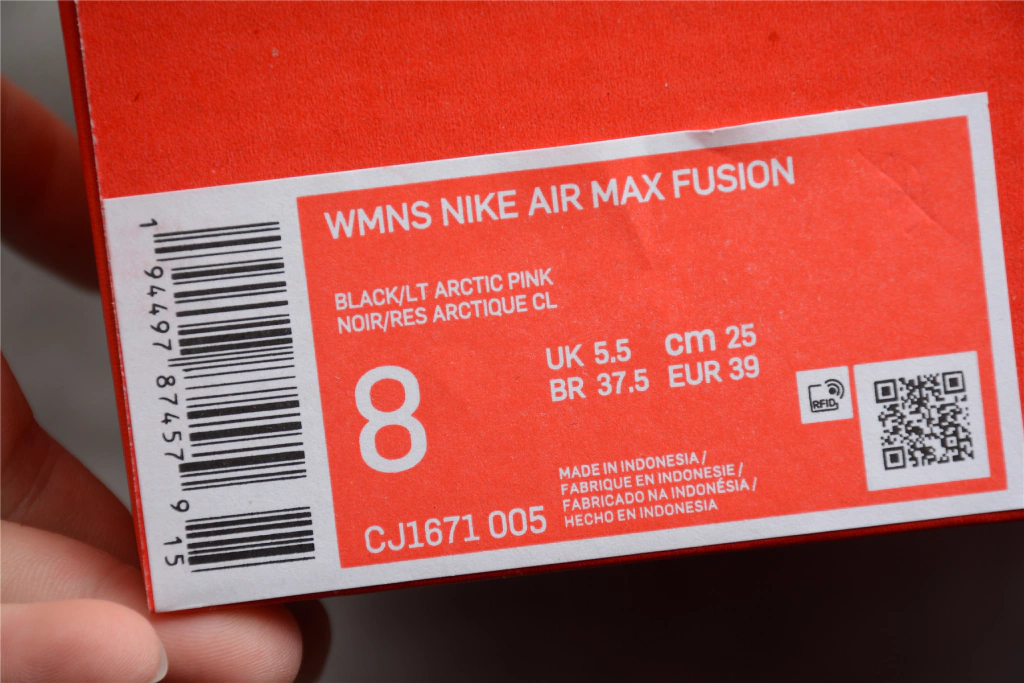 WMNS NIKE AIR MAX FUSION
BLACK/LT ARCTIC PINK
NOIR/RES ARCTIQUE CL
8
UK 5.5 cm 25
BR 37.5 EUR 39
RFID
MADE IN INDONESIA /
FABRIQUE EN INDONESIE /
FABRICADO NA INDONÉSIA /
HECHO EN INDONESIA
CJ1671 005
1 94497 87457 9 15